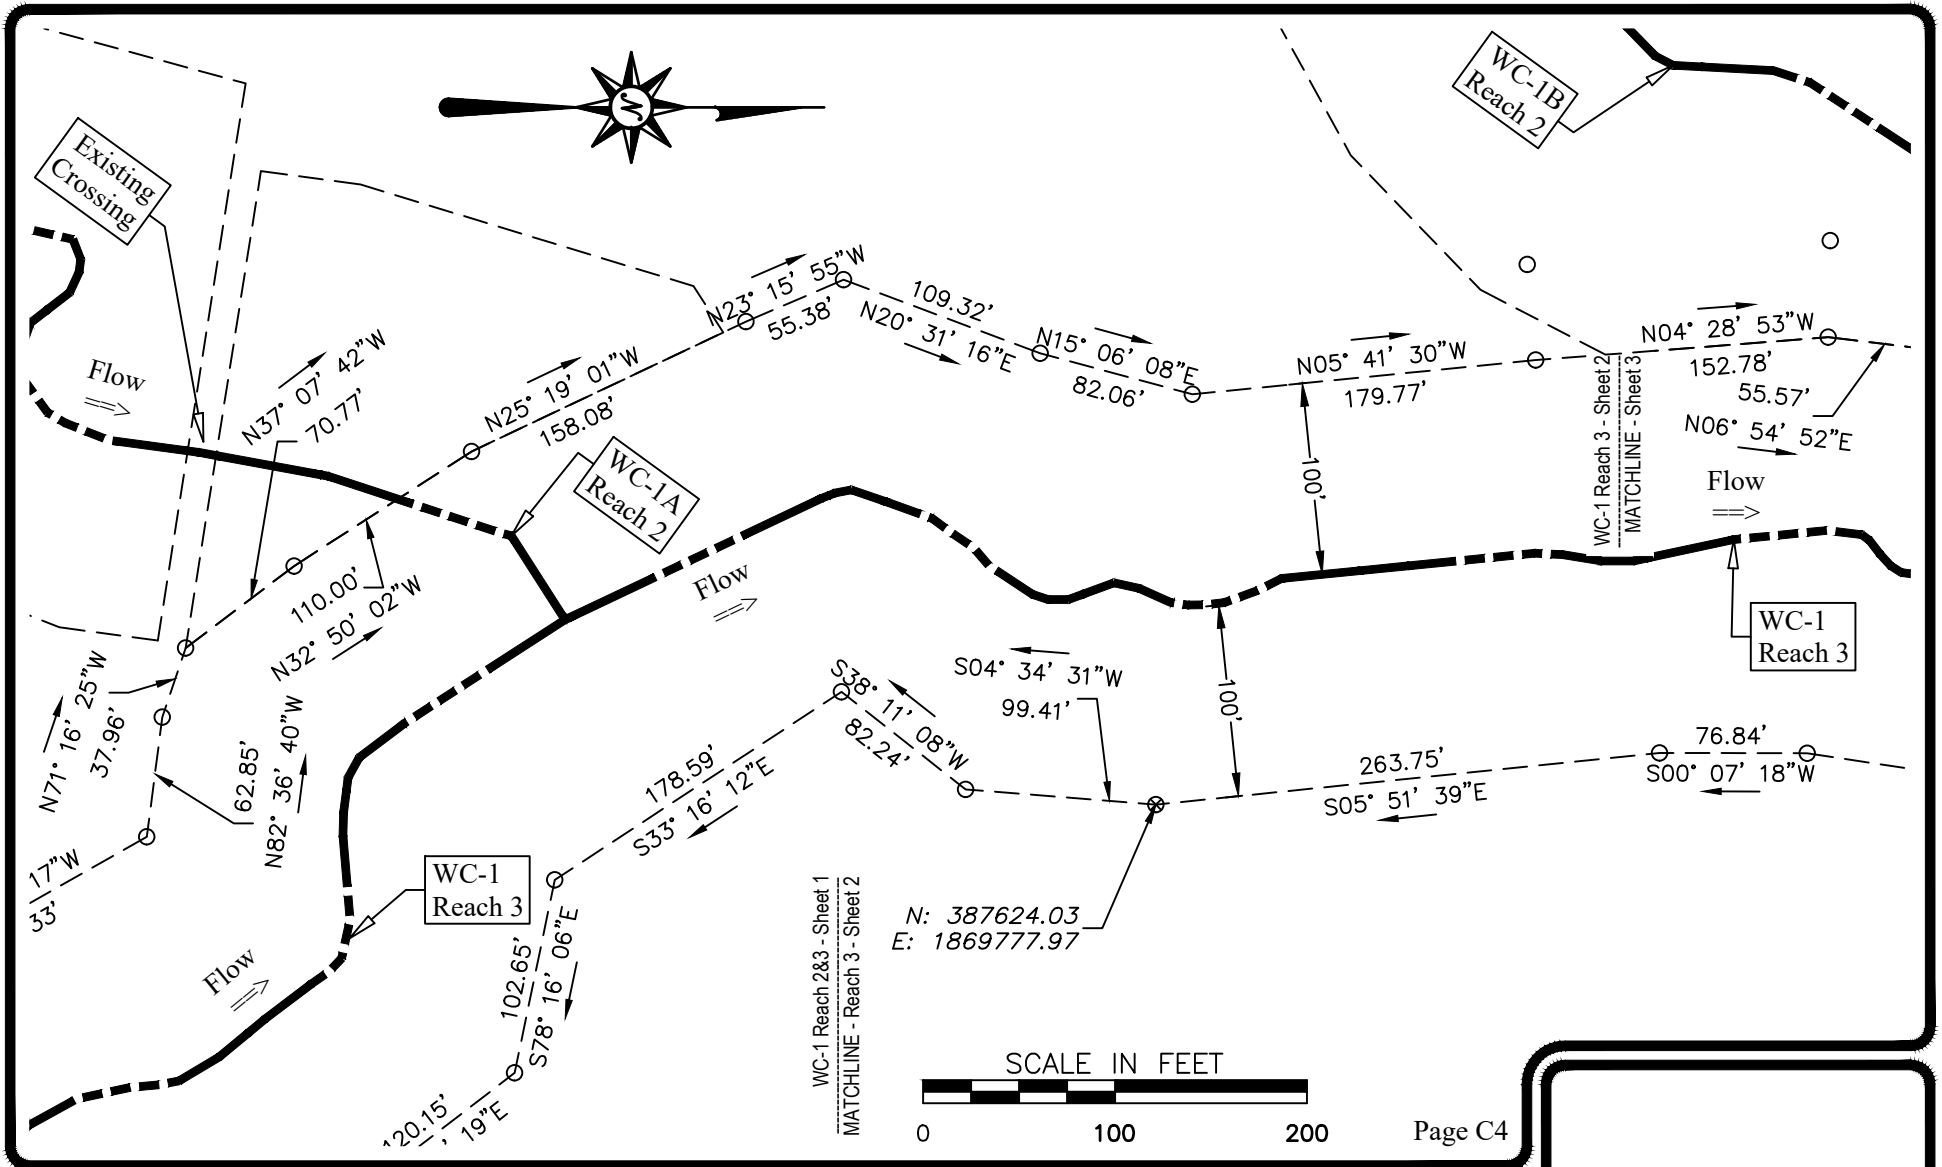 WC-1B
Reach 2
Existing
Crossing
N
Flow
==>
N37° 07' 42"W
70.77'
N25° 19' 01"W
158.08'
N23° 15' 55"W
55.38'
109.32'
N20° 31' 16"E
N15° 06' 08"E
82.06'
N05° 41' 30"W
179.77'
N04° 28' 53"W
152.78'
55.57'
N06° 54' 52"E
WC-1 Reach 3 - Sheet 2
MATCHLINE - Sheet 3
Flow
==>
100'
WC-1A
Reach 2
110.00'
N32° 50' 02"W
Flow
==>
WC-1
Reach 3
N71° 16' 25"W
37.96'
62.85'
N82° 36' 40"W
S04° 34' 31"W
99.41'
100'
S38° 11' 08"W
82.24'
178.59'
S33° 16' 12"E
263.75'
S05° 51' 39"E
76.84'
S00° 07' 18"W
17"W
33'
WC-1
Reach 3
Flow
==>
102.65'
S78° 16' 06"E
WC-1 Reach 2&3 - Sheet 1
MATCHLINE - Reach 3 - Sheet 2
N: 387624.03
E: 1869777.97
120.15'
' 19"E
SCALE IN FEET
0 100 200
Page C4